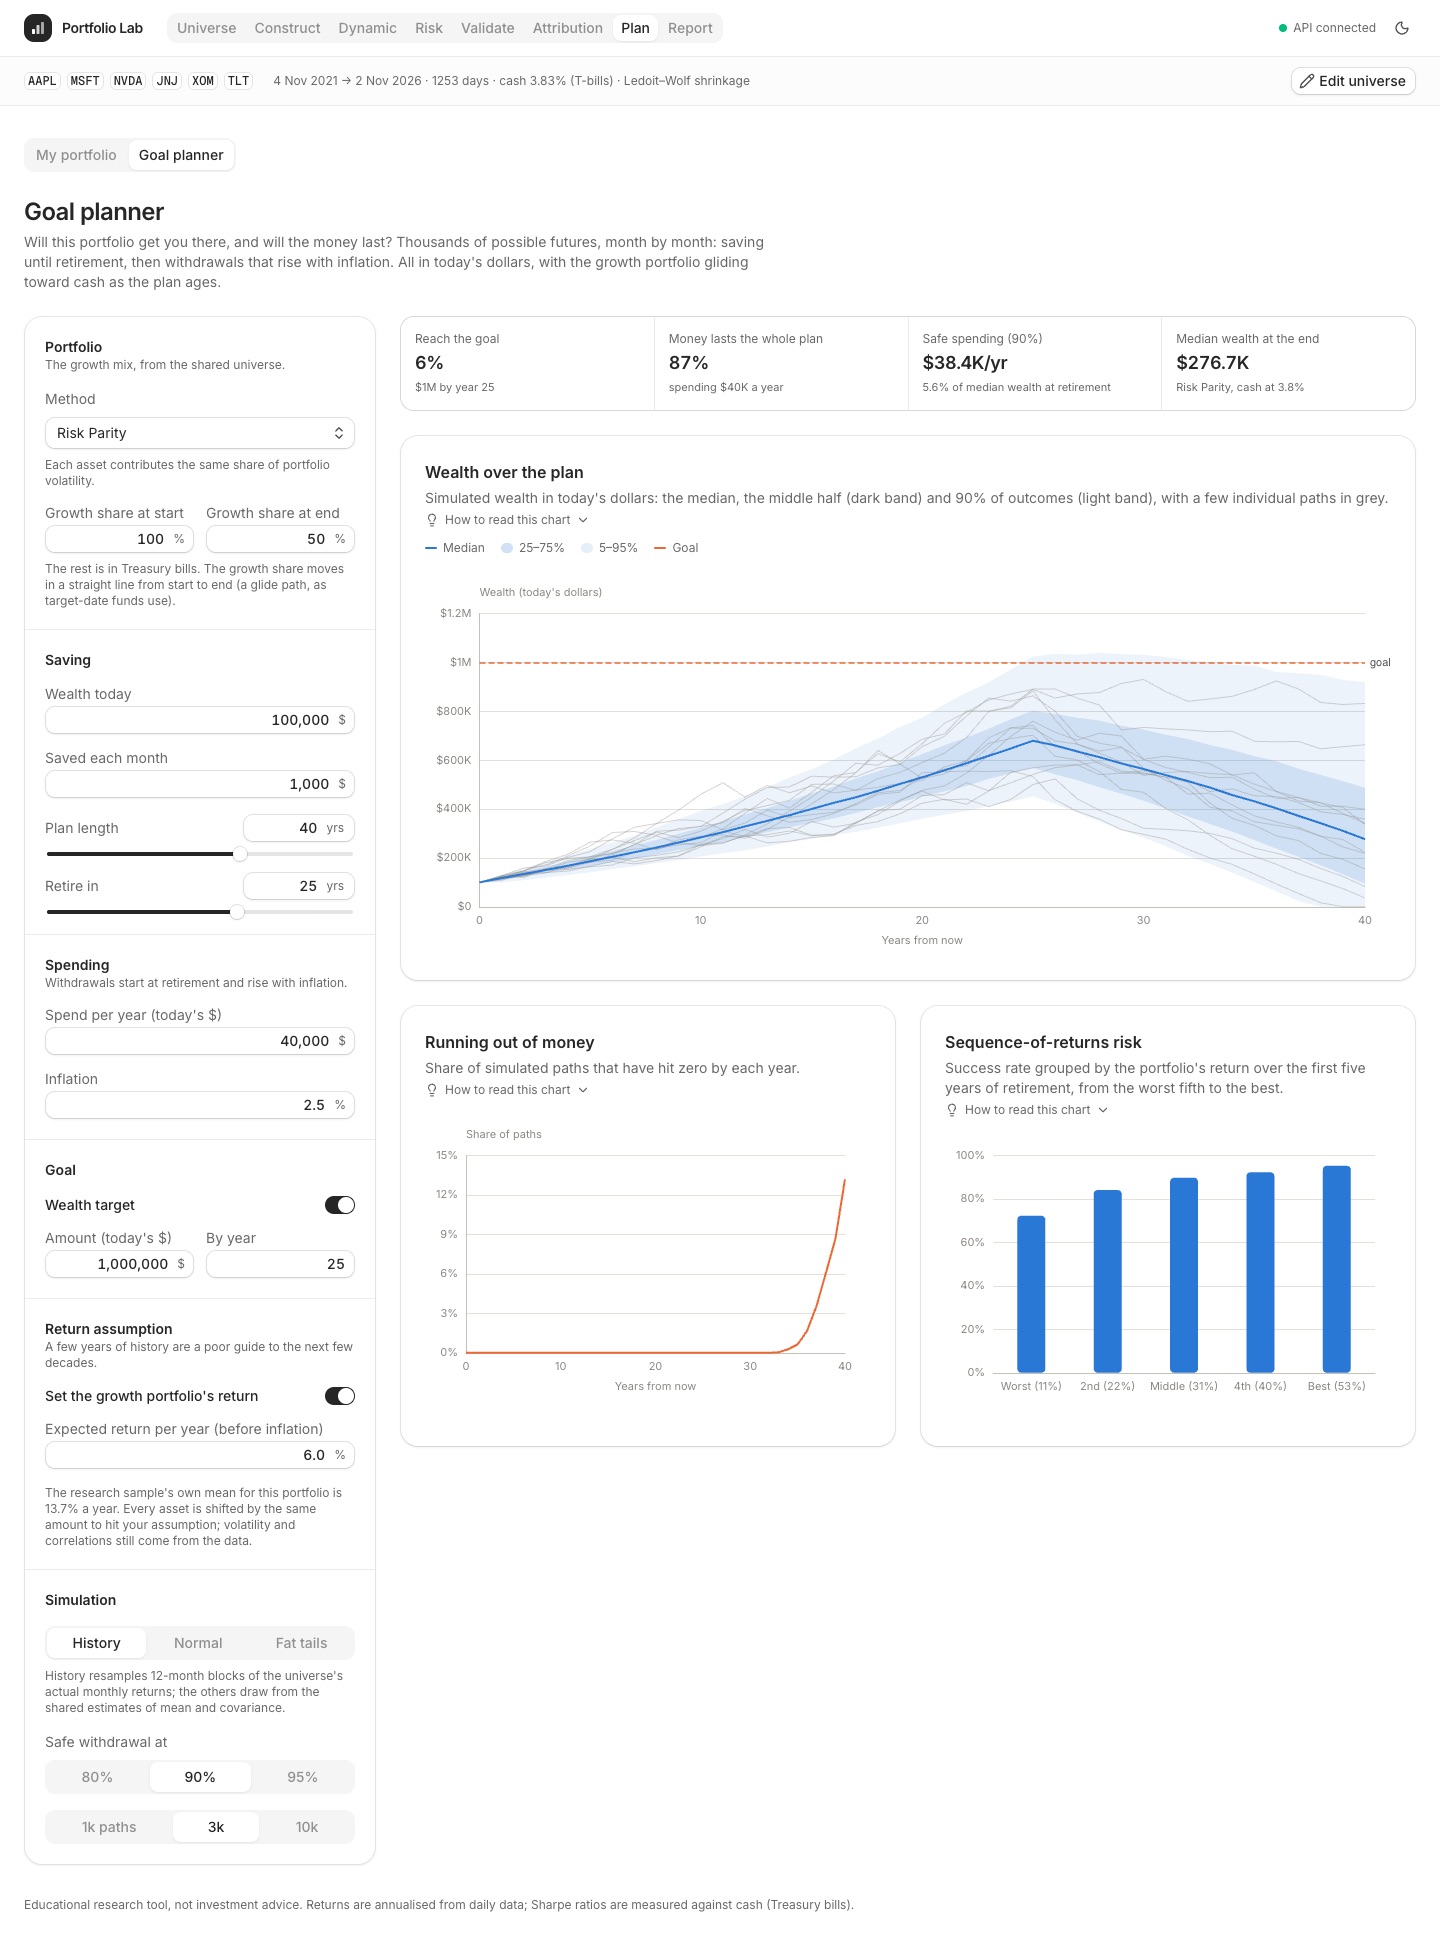 Portfolio Lab
Universe Construct Dynamic Risk Validate Attribution Plan Report
API connected
AAPL MSFT NVDA JNJ XOM TLT
4 Nov 2021 → 2 Nov 2026 · 1253 days · cash 3.83% (T-bills) · Ledoit–Wolf shrinkage
Edit universe
My portfolio Goal planner
Goal planner
Will this portfolio get you there, and will the money last? Thousands of possible futures, month by month: saving
until retirement, then withdrawals that rise with inflation. All in today's dollars, with the growth portfolio gliding
toward cash as the plan ages.
Portfolio
The growth mix, from the shared universe.
Method
Risk Parity
Each asset contributes the same share of portfolio
volatility.
Growth share at start Growth share at end
100 % 50 %
The rest is in Treasury bills. The growth share moves
in a straight line from start to end (a glide path, as
target-date funds use).
Saving
Wealth today
100,000 $
Saved each month
1,000 $
Plan length 40 yrs
Retire in 25 yrs
Spending
Withdrawals start at retirement and rise with inflation.
Spend per year (today's $)
40,000 $
Inflation
2.5 %
Goal
Wealth target
Amount (today's $) By year
1,000,000 $ 25
Return assumption
A few years of history are a poor guide to the next few
decades.
Set the growth portfolio's return
Expected return per year (before inflation)
6.0 %
The research sample's own mean for this portfolio is
13.7% a year. Every asset is shifted by the same
amount to hit your assumption; volatility and
correlations still come from the data.
Simulation
History Normal Fat tails
History resamples 12-month blocks of the universe's
actual monthly returns; the others draw from the
shared estimates of mean and covariance.
Safe withdrawal at
80% 90% 95%
1k paths 3k 10k
Reach the goal
6%
$1M by year 25
Money lasts the whole plan
87%
spending $40K a year
Safe spending (90%)
$38.4K/yr
5.6% of median wealth at retirement
Median wealth at the end
$276.7K
Risk Parity, cash at 3.8%
Wealth over the plan
Simulated wealth in today's dollars: the median, the middle half (dark band) and 90% of outcomes (light band), with a few individual paths in grey.
How to read this chart
Median 25–75% 5–95% Goal
Wealth (today's dollars)
$1.2M
$1M
goal
$800K
$600K
$400K
$200K
$0
0 10 20 30 40
Years from now
Running out of money
Share of simulated paths that have hit zero by each year.
How to read this chart
Share of paths
15%
12%
9%
6%
3%
0%
0 10 20 30 40
Years from now
Sequence-of-returns risk
Success rate grouped by the portfolio's return over the first five
years of retirement, from the worst fifth to the best.
How to read this chart
100%
80%
60%
40%
20%
0%
Worst (11%) 2nd (22%) Middle (31%) 4th (40%) Best (53%)
Educational research tool, not investment advice. Returns are annualised from daily data; Sharpe ratios are measured against cash (Treasury bills).